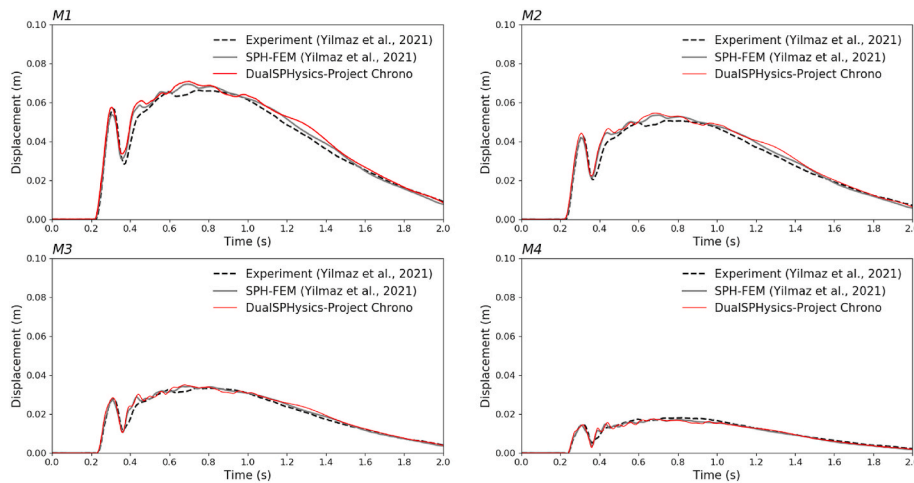 M1
0.10
0.08
0.06
0.04
0.02
0.00
Displacement (m)
Experiment (Yilmaz et al., 2021)
SPH-FEM (Yilmaz et al., 2021)
DualSPHysics-Project Chrono
0.0 0.2 0.4 0.6 0.8 1.0 1.2 1.4 1.6 1.8 2.0
Time (s)
M2
0.10
0.08
0.06
0.04
0.02
0.00
Displacement (m)
Experiment (Yilmaz et al., 2021)
SPH-FEM (Yilmaz et al., 2021)
DualSPHysics-Project Chrono
0.0 0.2 0.4 0.6 0.8 1.0 1.2 1.4 1.6 1.8 2.0
Time (s)
M3
0.10
0.08
0.06
0.04
0.02
0.00
Displacement (m)
Experiment (Yilmaz et al., 2021)
SPH-FEM (Yilmaz et al., 2021)
DualSPHysics-Project Chrono
0.0 0.2 0.4 0.6 0.8 1.0 1.2 1.4 1.6 1.8 2.0
Time (s)
M4
0.10
0.08
0.06
0.04
0.02
0.00
Displacement (m)
Experiment (Yilmaz et al., 2021)
SPH-FEM (Yilmaz et al., 2021)
DualSPHysics-Project Chrono
0.0 0.2 0.4 0.6 0.8 1.0 1.2 1.4 1.6 1.8 2.0
Time (s)